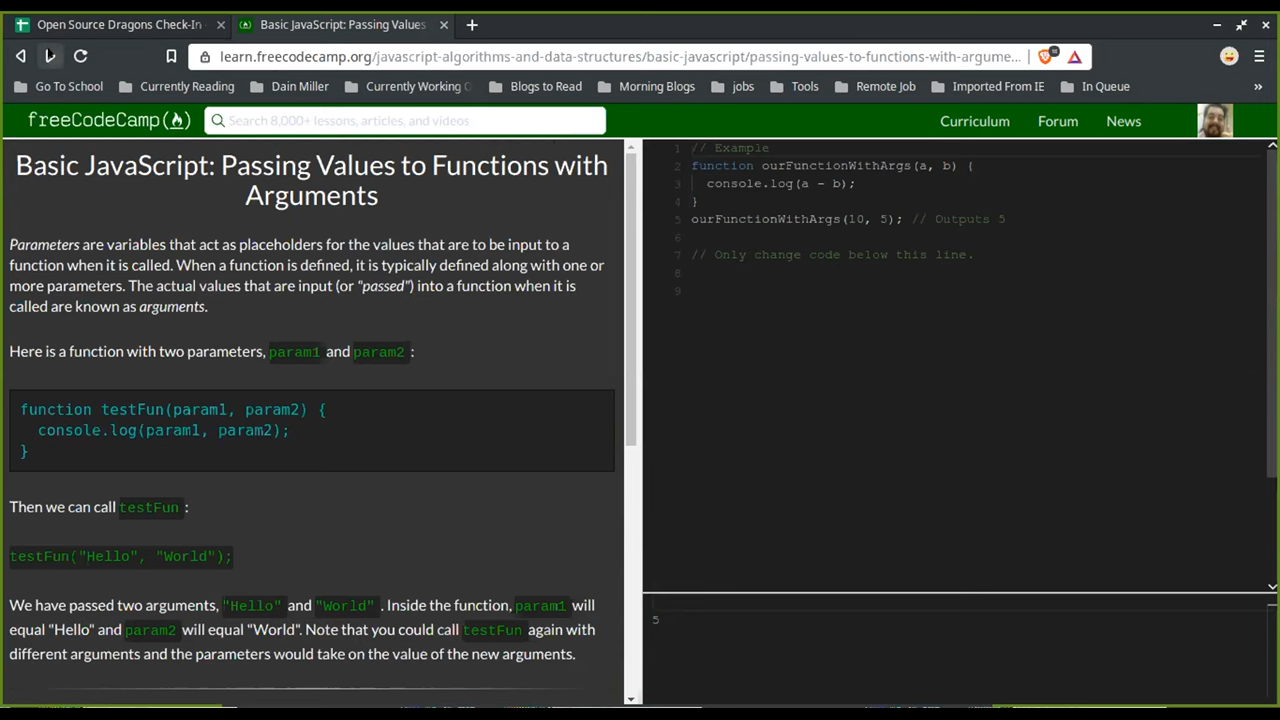 Open Source Dragons Check-In
Basic JavaScript: Passing Values
learn.freecodecamp.org/javascript-algorithms-and-data-structures/basic-javascript/passing-values-to-functions-with-argume...
Go To School
Currently Reading
Dain Miller
Currently Working O
Blogs to Read
Morning Blogs
jobs
Tools
Remote Job
Imported From IE
In Queue
»
freeCodeCamp
Search 8,000+ lessons, articles, and videos
Curriculum
Forum
News
Basic JavaScript: Passing Values to Functions with
Arguments
Parameters are variables that act as placeholders for the values that are to be input to a
function when it is called. When a function is defined, it is typically defined along with one or
more parameters. The actual values that are input (or "passed") into a function when it is
called are known as arguments.
Here is a function with two parameters, param1 and param2 :
function testFun(param1, param2) {
console.log(param1, param2);
}
Then we can call testFun :
testFun("Hello", "World");
We have passed two arguments, "Hello" and "World" . Inside the function, param1 will
equal "Hello" and param2 will equal "World". Note that you could call testFun again with
different arguments and the parameters would take on the value of the new arguments.
1 // Example
2 function ourFunctionWithArgs(a, b) {
3 console.log(a - b);
4 }
5 ourFunctionWithArgs(10, 5); // Outputs 5
6
7 // Only change code below this line.
8
9
5